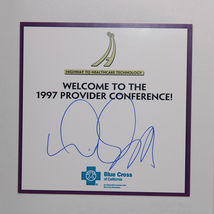 HIGHWAY TO HEALTHCARE TECHNOLOGY
WELCOME TO THE
1997 PROVIDER CONFERENCE!
Blue Cross
of California